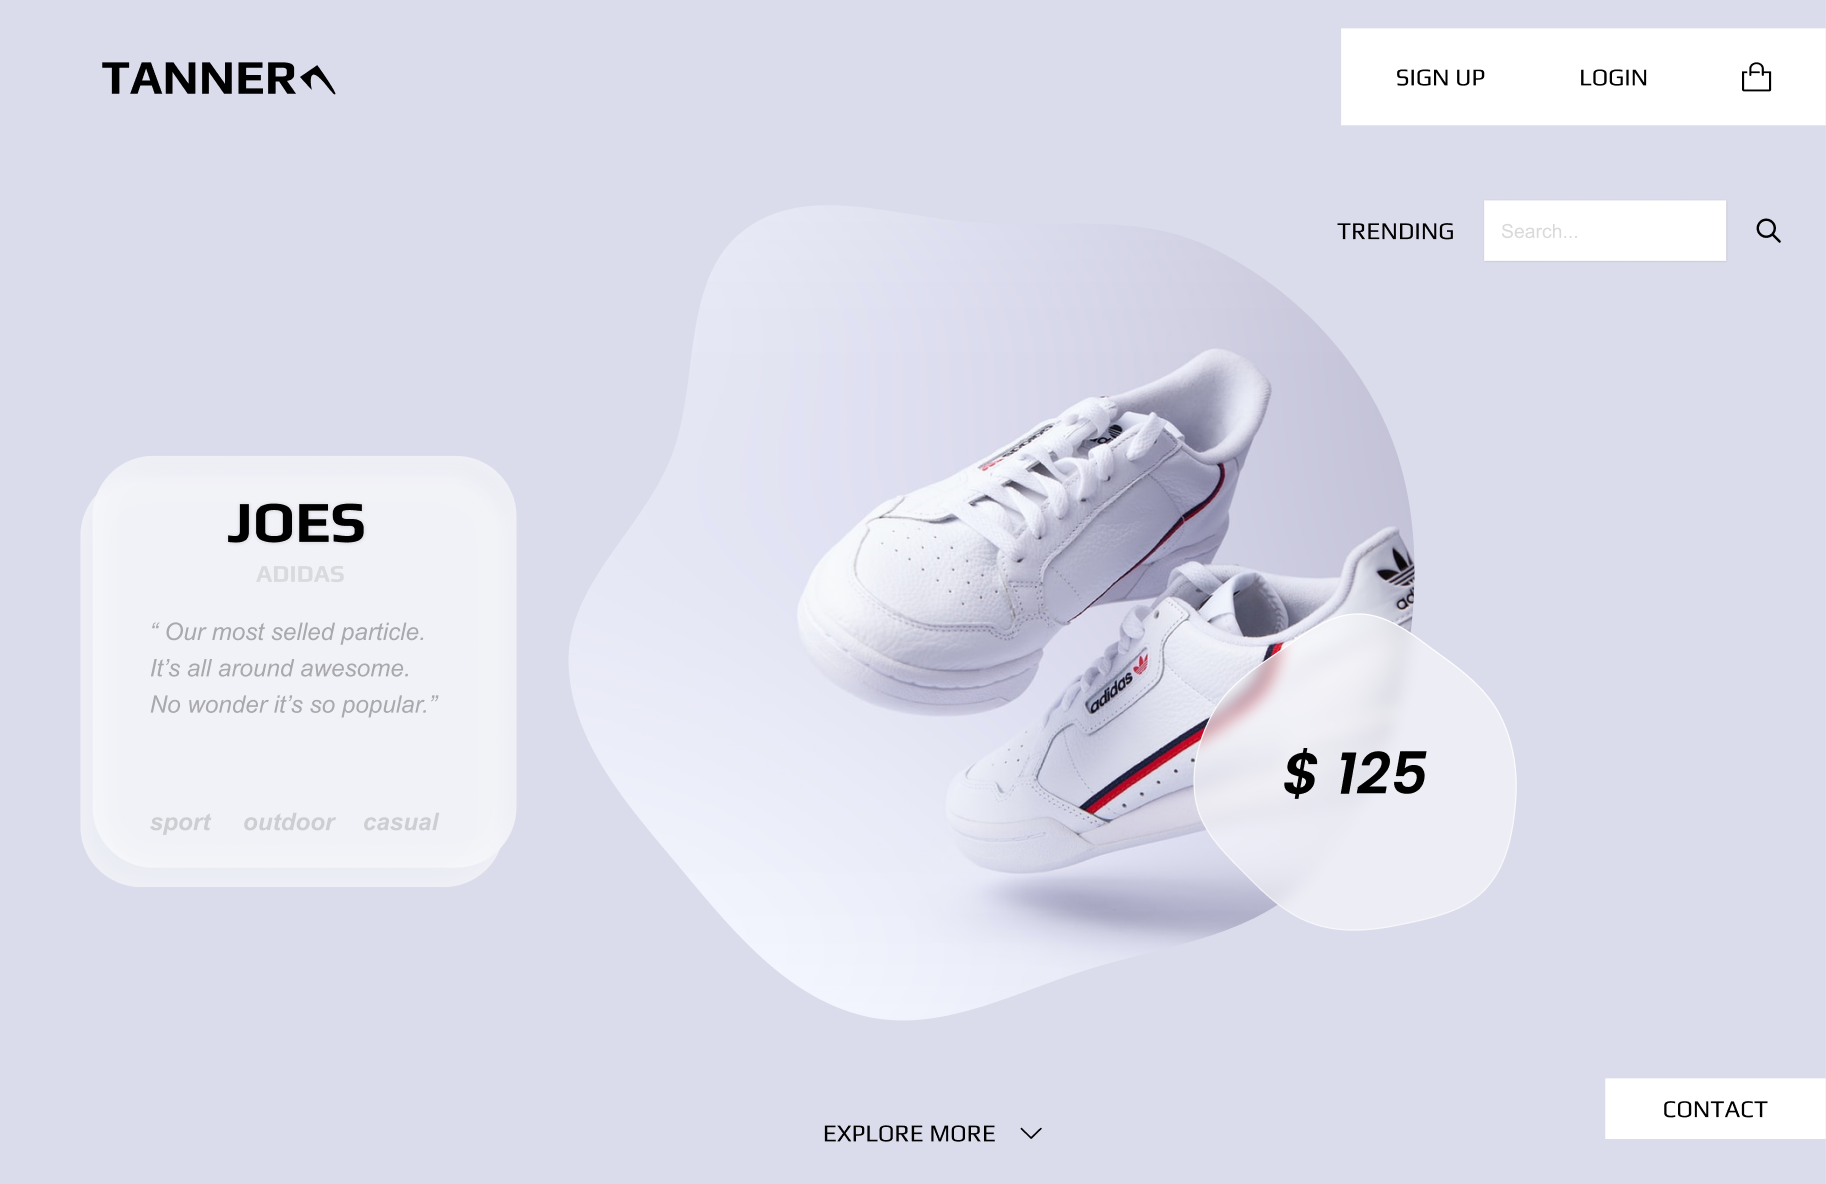 TANNER
SIGN UP
LOGIN
TRENDING
Search...
JOES
ADIDAS
“ Our most selled particle.
It’s all around awesome.
No wonder it’s so popular.”
sport outdoor casual
adidas
$ 125
CONTACT
EXPLORE MORE